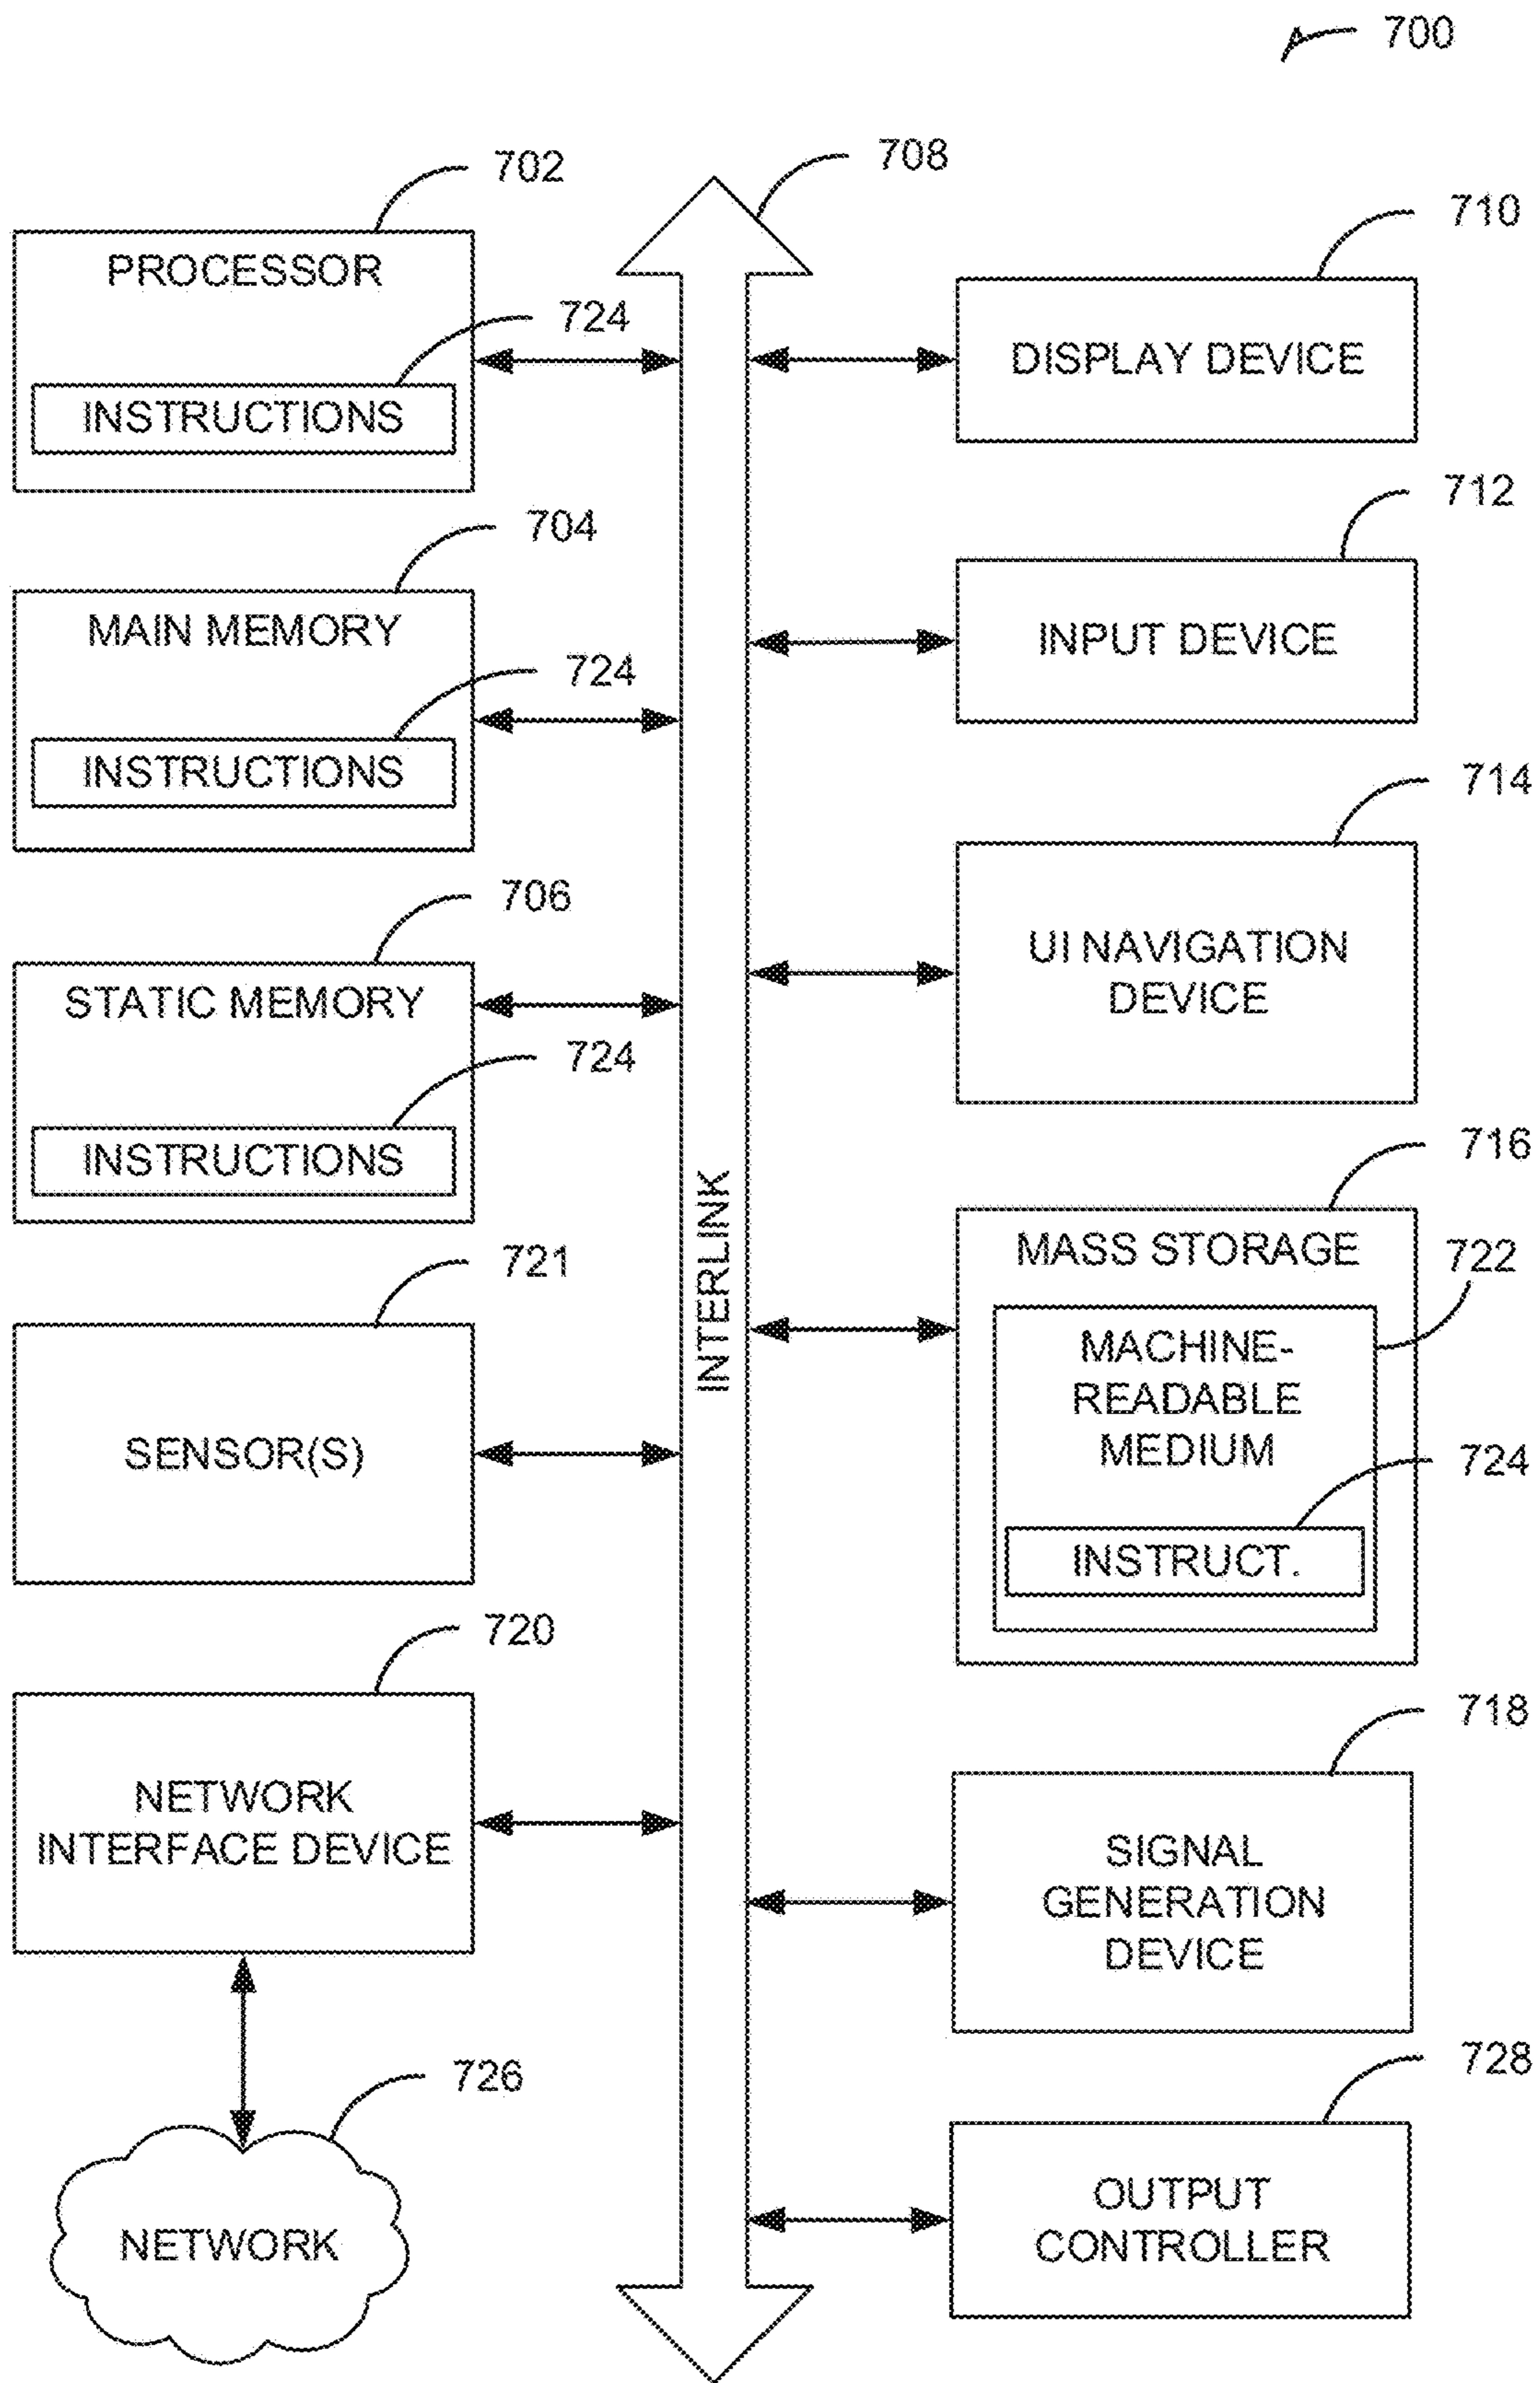 700
708
702
PROCESSOR
724
INSTRUCTIONS
704
MAIN MEMORY
724
INSTRUCTIONS
706
STATIC MEMORY
724
INSTRUCTIONS
721
SENSOR(S)
720
NETWORK
INTERFACE DEVICE
726
NETWORK
INTERLINK
710
DISPLAY DEVICE
712
INPUT DEVICE
714
UI NAVIGATION
DEVICE
716
MASS STORAGE
722
MACHINE-
READABLE
MEDIUM
724
INSTRUCT.
718
SIGNAL
GENERATION
DEVICE
728
OUTPUT
CONTROLLER